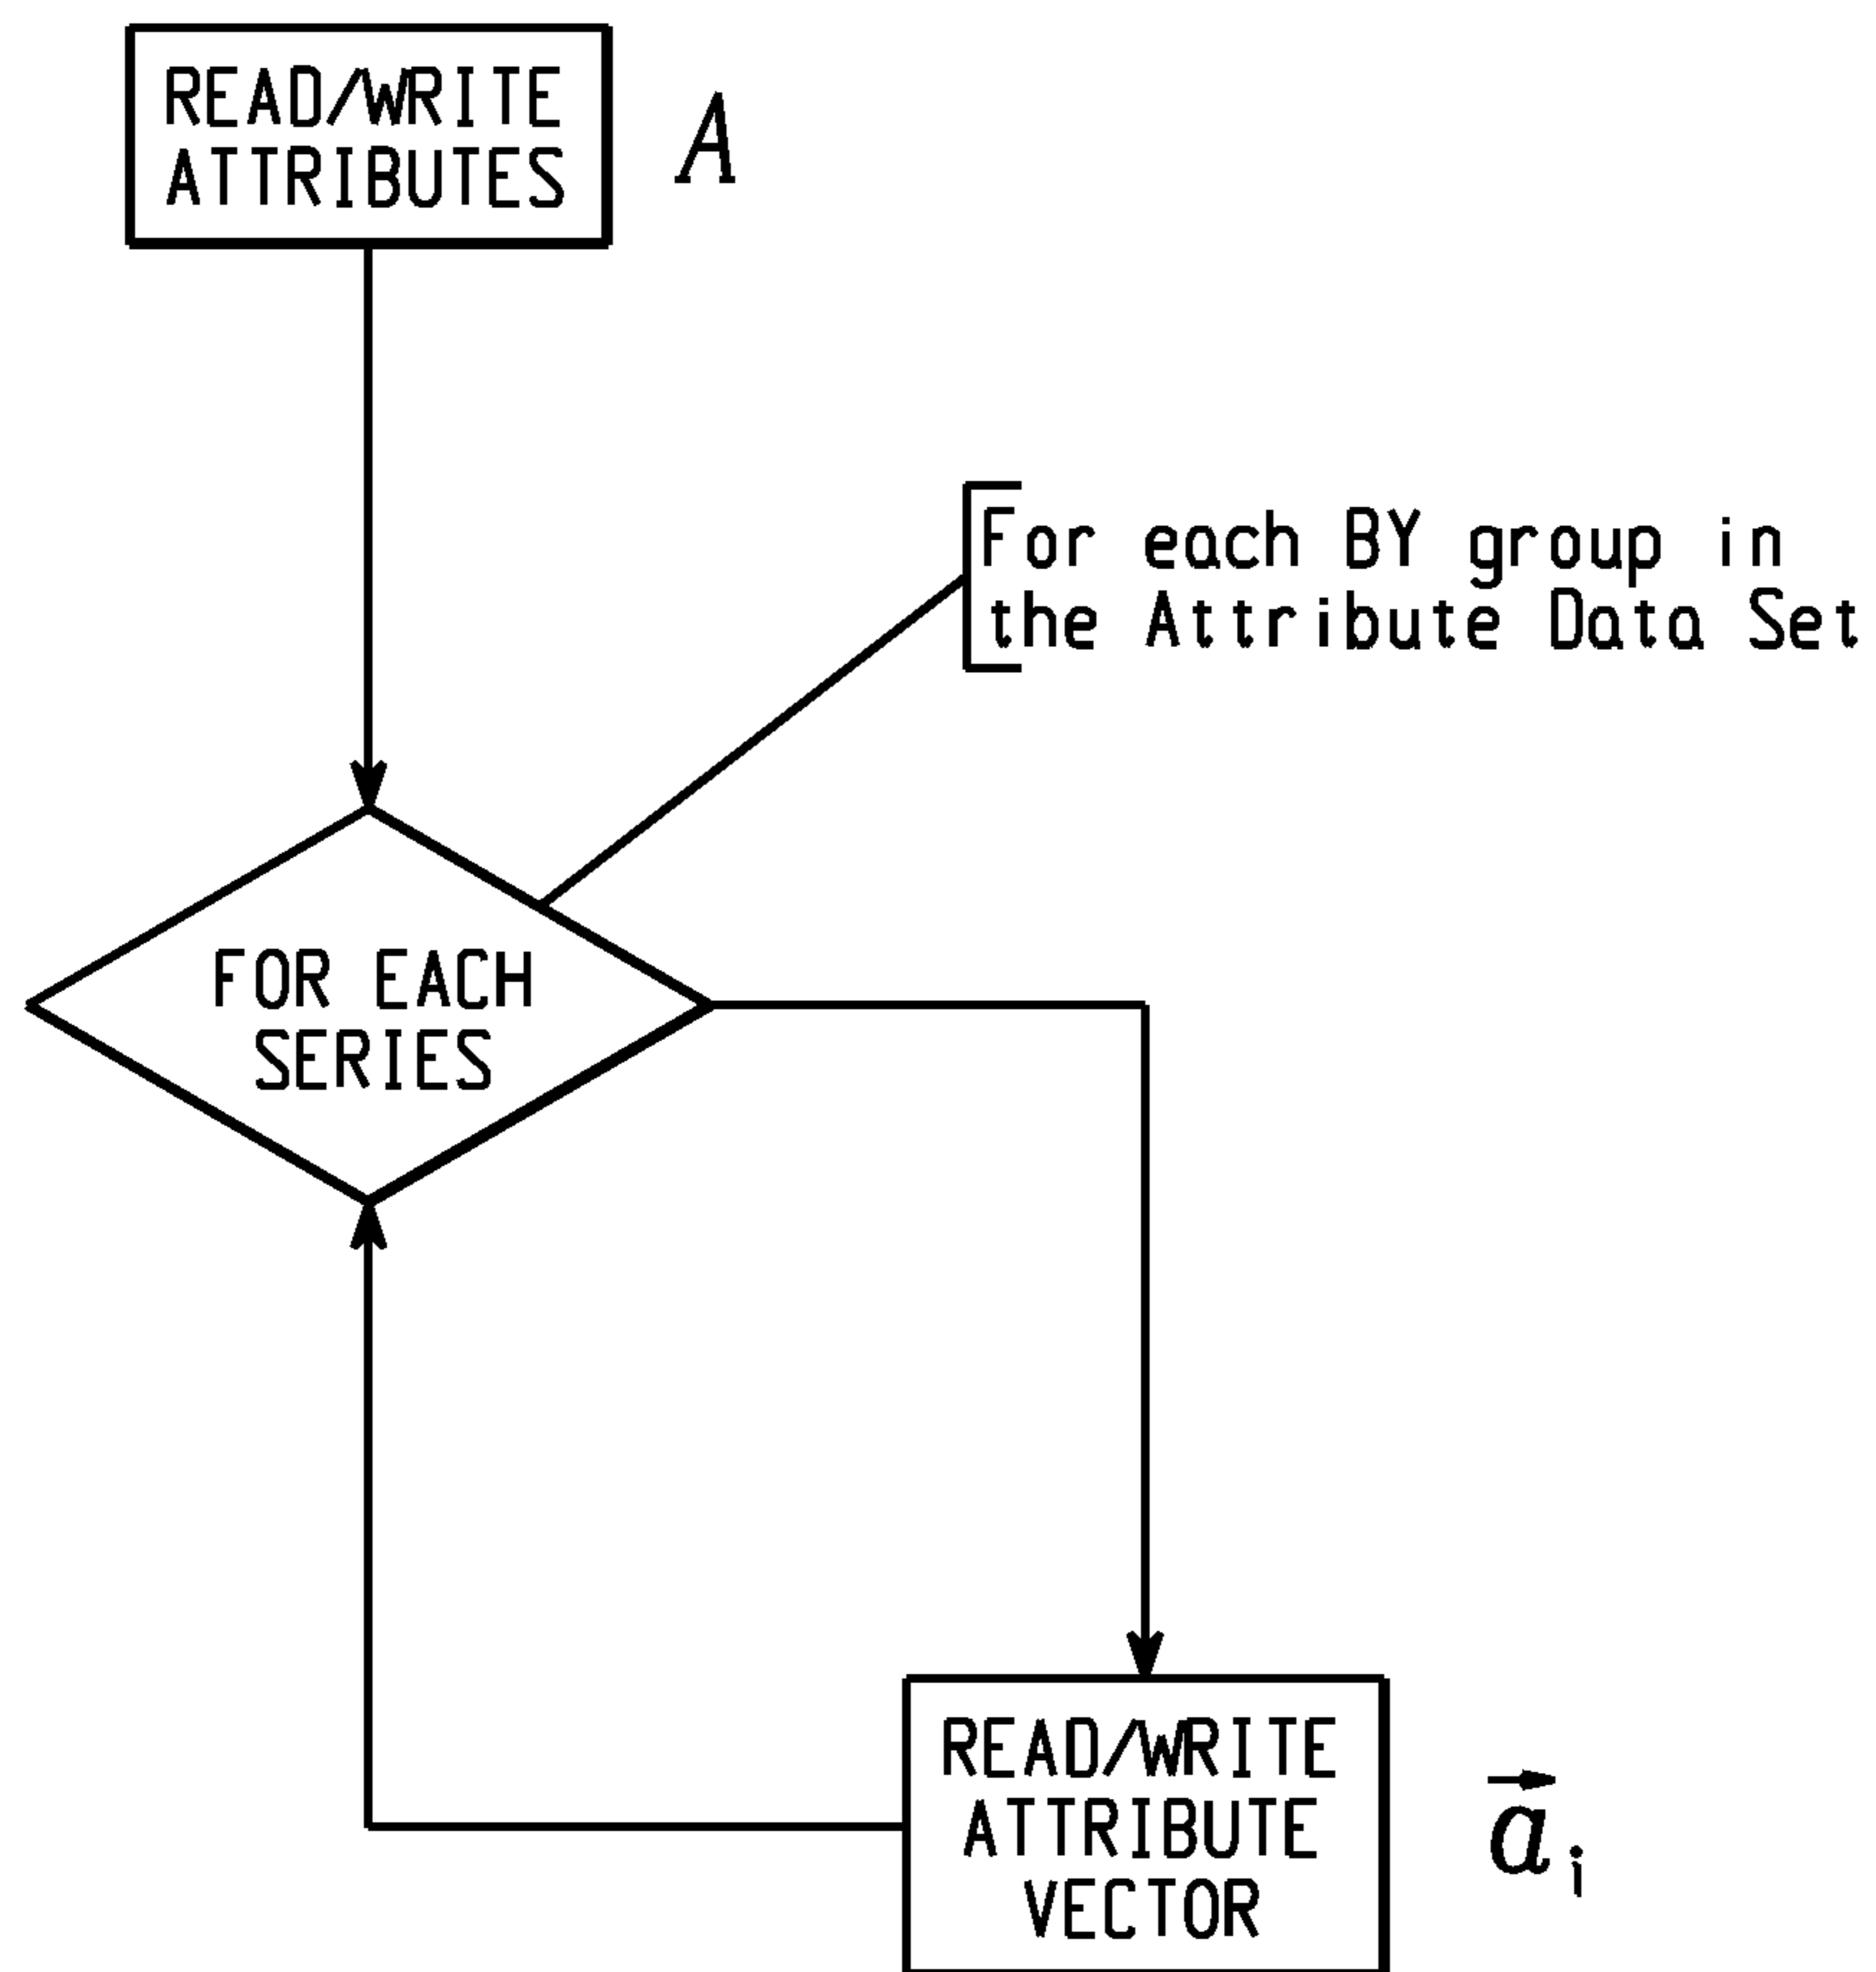 READ/WRITE
ATTRIBUTES
A
For each BY group in
the Attribute Data Set
FOR EACH
SERIES
READ/WRITE
ATTRIBUTE
VECTOR
a⃗ i